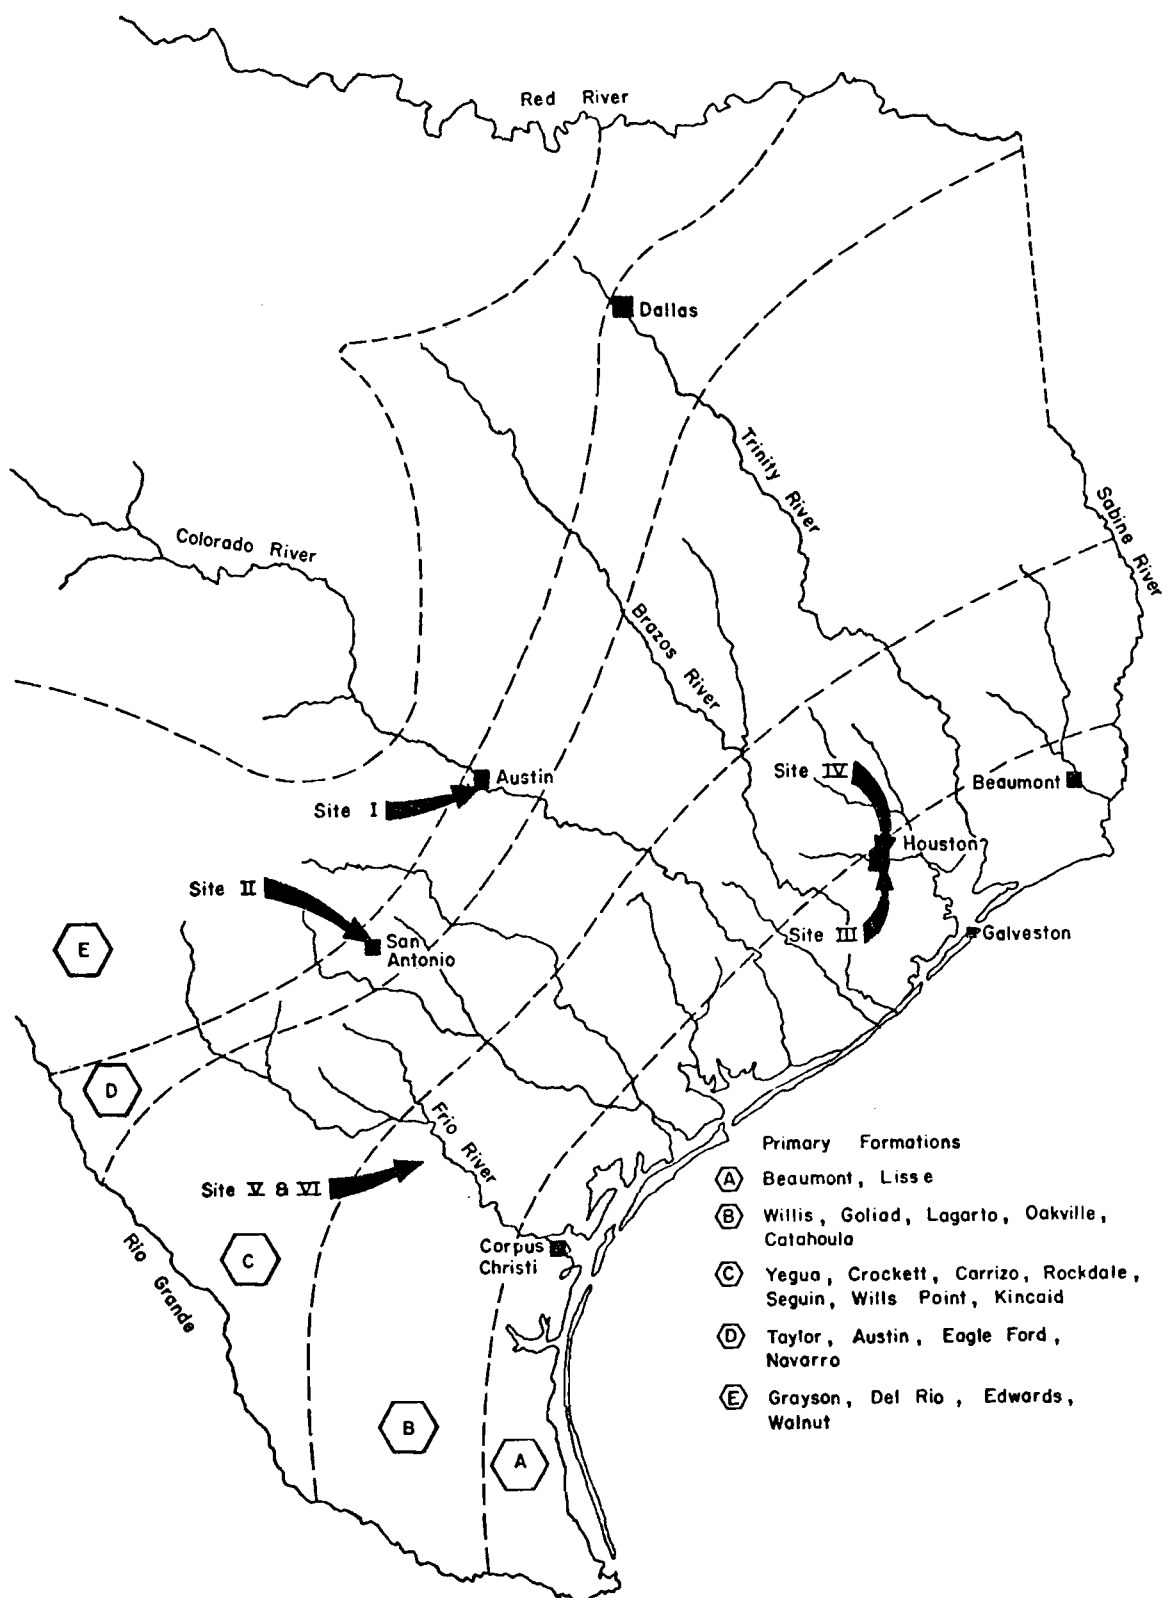 Red River
Dallas
Trinity River
Sabine River
Colorado River
Brazos River
Austin
Site I
Site IV
Beaumont
Houston
Site II
San
Antonio
Site III
Galveston
E
D
Frio River
Site V & VI
C
Rio Grande
Corpus
Christi
B
A
Primary Formations
A Beaumont, Lisse
B Willis, Goliad, Lagarto, Oakville,
Catahoula
C Yegua, Crockett, Carrizo, Rockdale,
Seguin, Wills Point, Kincaid
D Taylor, Austin, Eagle Ford,
Navarro
E Grayson, Del Rio, Edwards,
Walnut